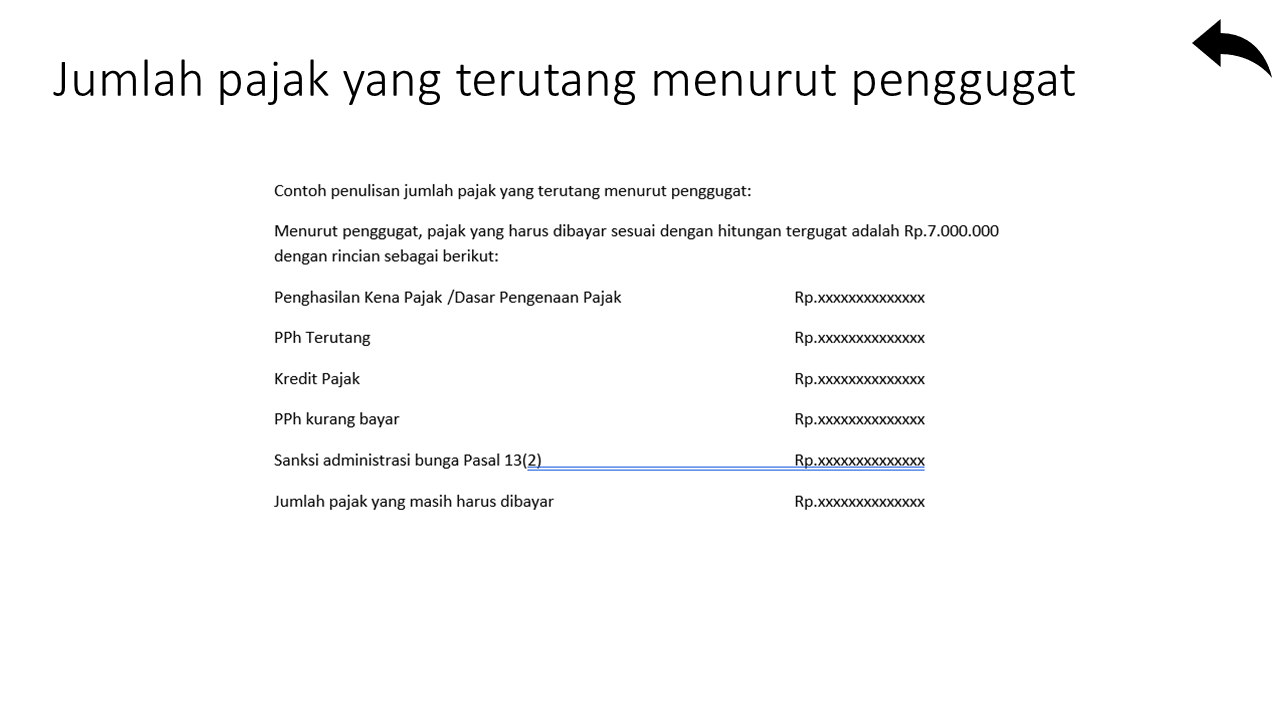 Jumlah pajak yang terutang menurut penggugat
Contoh penulisan jumlah pajak yang terutang menurut penggugat:
Menurut penggugat, pajak yang harus dibayar sesuai dengan hitungan tergugat adalah Rp.7.000.000
dengan rincian sebagai berikut:
Penghasilan Kena Pajak /Dasar Pengenaan Pajak Rp.xxxxxxxxxxxxxx
PPh Terutang Rp.xxxxxxxxxxxxxx
Kredit Pajak Rp.xxxxxxxxxxxxxx
PPh kurang bayar Rp.xxxxxxxxxxxxxx
Sanksi administrasi bunga Pasal 13(2) Rp.xxxxxxxxxxxxxx
Jumlah pajak yang masih harus dibayar Rp.xxxxxxxxxxxxxx